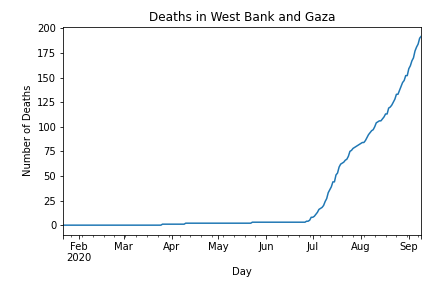 Deaths in West Bank and Gaza
200
175
150
125
100
75
50
25
0
Number of Deaths
Feb Mar Apr May Jun Jul Aug Sep
2020
Day